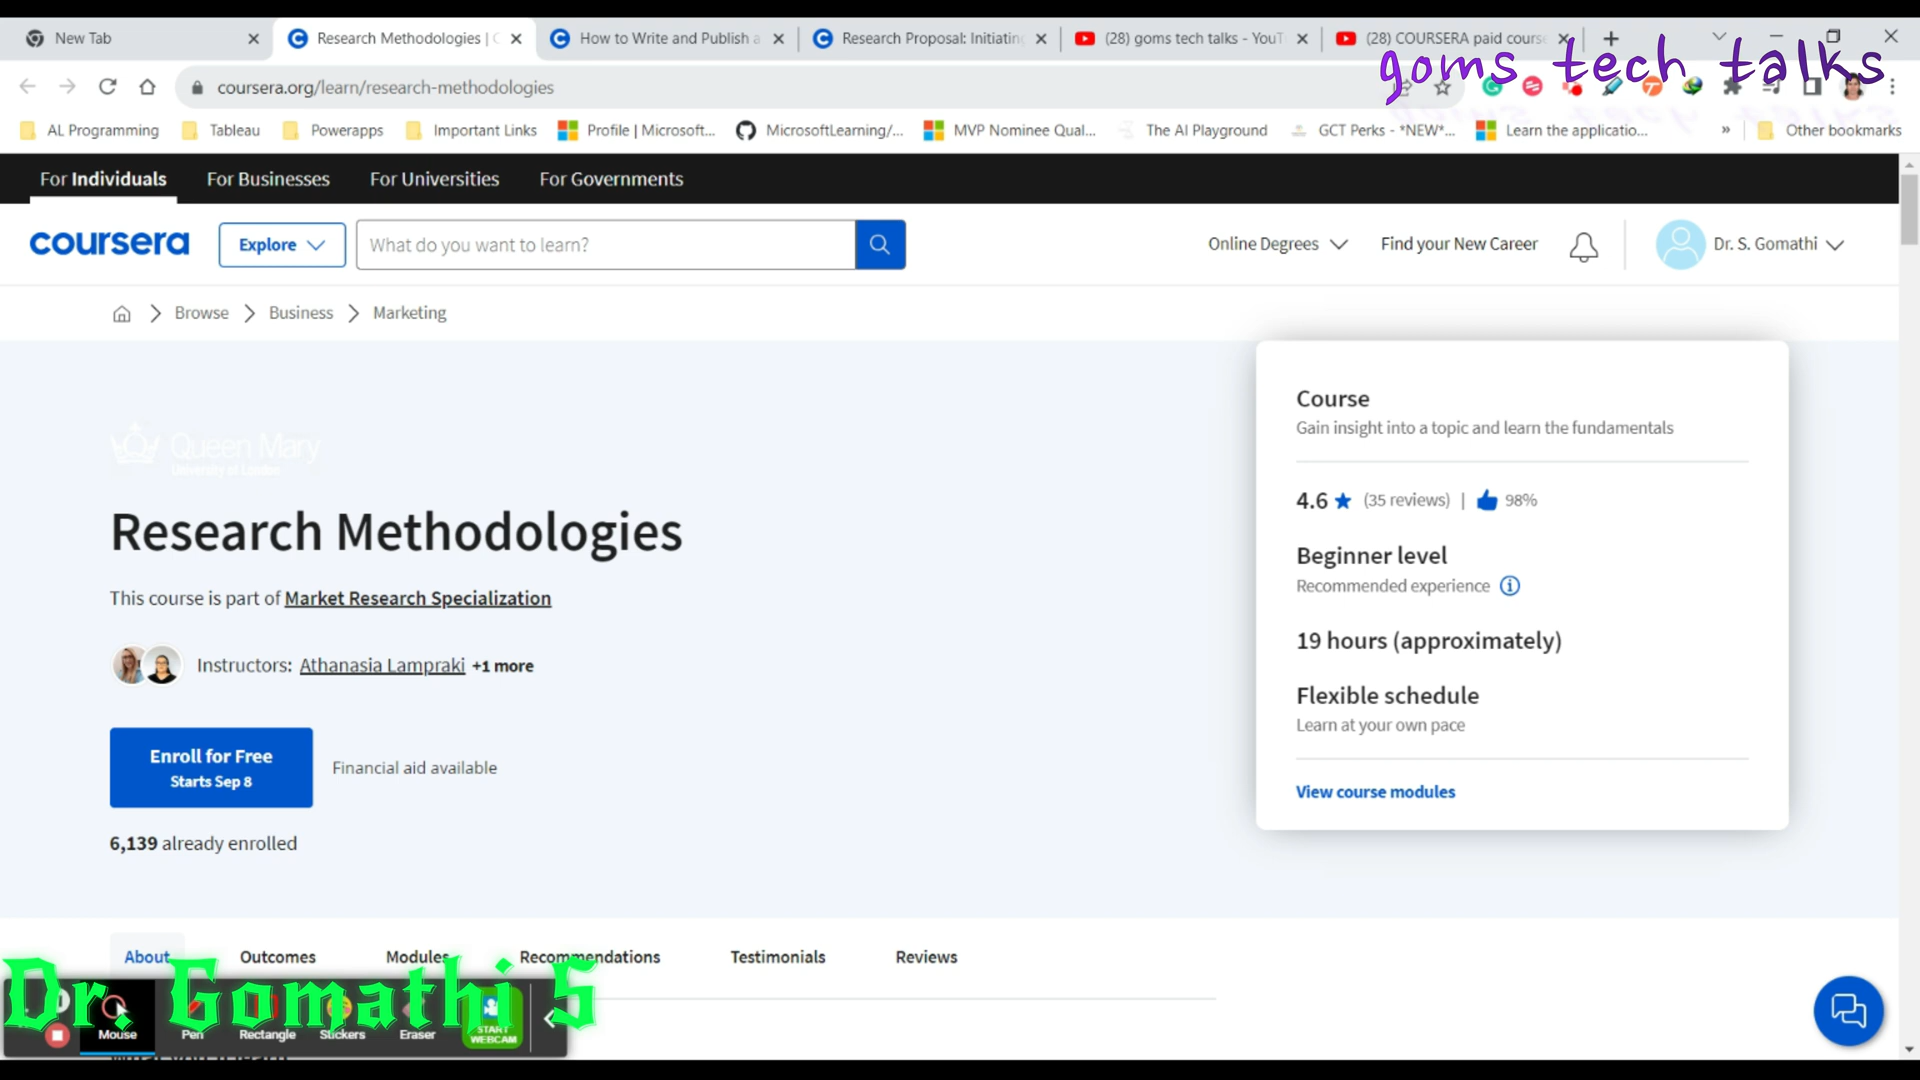 New Tab
Research Methodologies | C
How to Write and Publish a
Research Proposal: Initiating
(28) goms tech talks - YouT
(28) COURSERA paid course
goms tech talks
coursera.org/learn/research-methodologies
AL Programming
Tableau
Powerapps
Important Links
Profile | Microsoft...
MicrosoftLearning/...
MVP Nominee Qual...
The AI Playground
GCT Perks - *NEW*...
Learn the applicatio...
»
Other bookmarks
For Individuals
For Businesses
For Universities
For Governments
coursera
Explore
What do you want to learn?
Online Degrees
Find your New Career
Dr. S. Gomathi
Browse
Business
Marketing
Queen Mary
University of London
Research Methodologies
This course is part of Market Research Specialization
Instructors: Athanasia Lampraki +1 more
Enroll for Free
Starts Sep 8
Financial aid available
6,139 already enrolled
Course
Gain insight into a topic and learn the fundamentals
4.6 (35 reviews) | 98%
Beginner level
Recommended experience
19 hours (approximately)
Flexible schedule
Learn at your own pace
View course modules
About
Outcomes
Modules
Recommendations
Testimonials
Reviews
Dr. Gomathi S
Mouse
Pen
Rectangle
Stickers
Eraser
START
WEBCAM